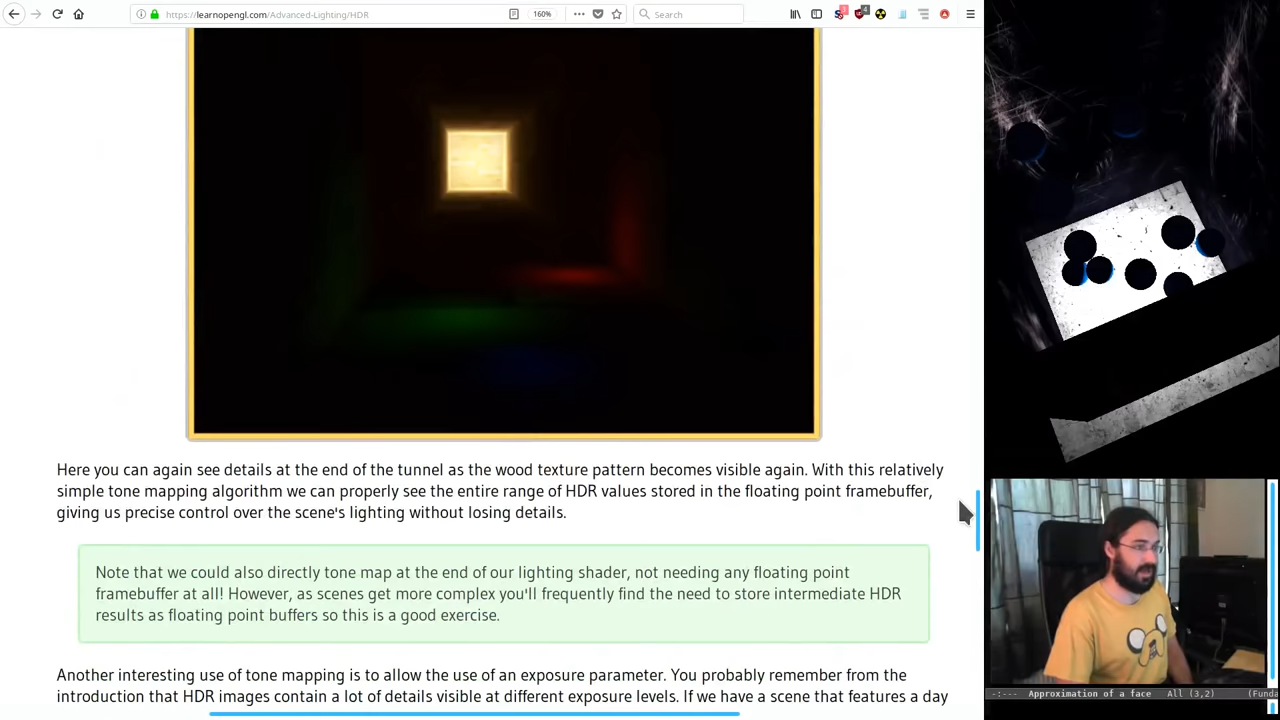 https://learnopengl.com/Advanced-Lighting/HDR
160%
Search
3
4
Here you can again see details at the end of the tunnel as the wood texture pattern becomes visible again. With this relatively
simple tone mapping algorithm we can properly see the entire range of HDR values stored in the floating point framebuffer,
giving us precise control over the scene's lighting without losing details.
Note that we could also directly tone map at the end of our lighting shader, not needing any floating point
framebuffer at all! However, as scenes get more complex you'll frequently find the need to store intermediate HDR
results as floating point buffers so this is a good exercise.
Another interesting use of tone mapping is to allow the use of an exposure parameter. You probably remember from the
introduction that HDR images contain a lot of details visible at different exposure levels. If we have a scene that features a day
-:--- Approximation of a face All (3,2) (Funda